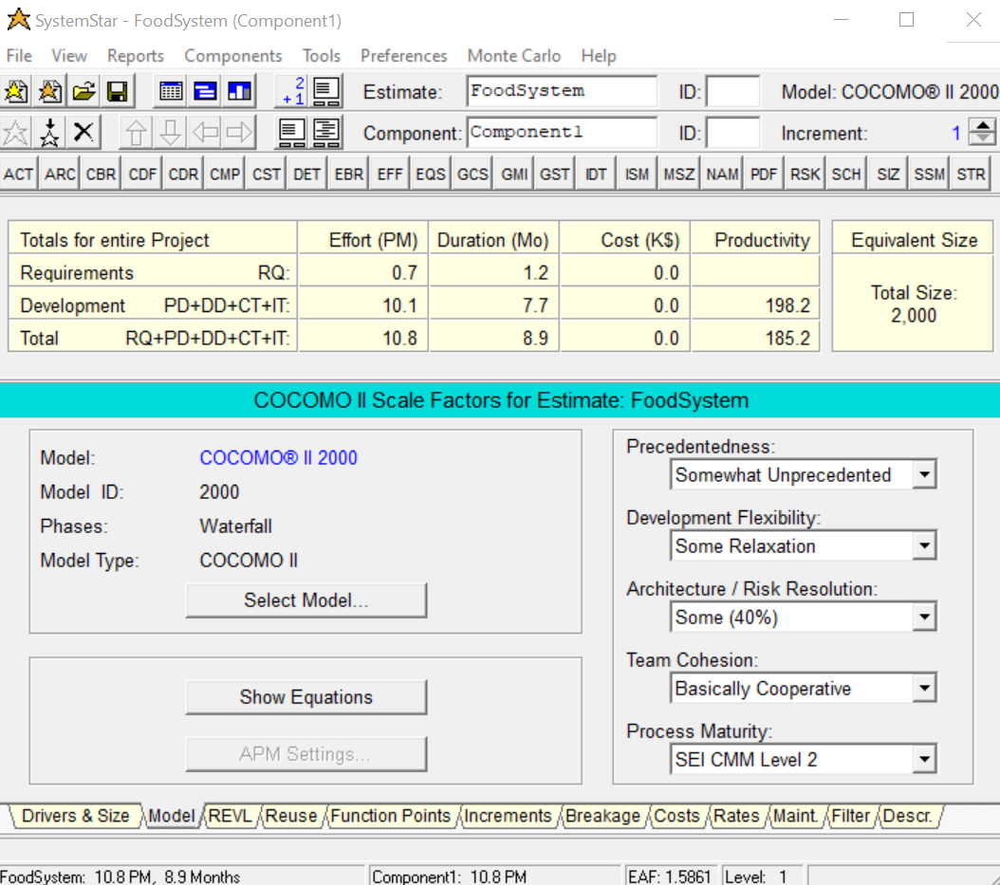 SystemStar - FoodSystem (Component1)
File View Reports Components Tools Preferences Monte Carlo Help
2 +1 Estimate: FoodSystem ID: Model: COCOMO® II 2000
Component: Component1 ID: Increment: 1
ACT ARC CBR CDF CDR CMP CST DET EBR EFF EQS GCS GMI GST IDT ISM MSZ NAM PDF RSK SCH SIZ SSM STR
Totals for entire Project Effort (PM) Duration (Mo) Cost (K$) Productivity Equivalent Size
Requirements RQ: 0.7 1.2 0.0
Total Size:
Development PD+DD+CT+IT: 10.1 7.7 0.0 198.2
2,000
Total RQ+PD+DD+CT+IT: 10.8 8.9 0.0 185.2
COCOMO II Scale Factors for Estimate: FoodSystem
Model: COCOMO® II 2000
Model ID: 2000
Phases: Waterfall
Model Type: COCOMO II
Select Model...
Show Equations
APM Settings...
Precedentedness:
Somewhat Unprecedented
Development Flexibility:
Some Relaxation
Architecture / Risk Resolution:
Some (40%)
Team Cohesion:
Basically Cooperative
Process Maturity:
SEI CMM Level 2
Drivers & Size Model REVL Reuse Function Points Increments Breakage Costs Rates Maint. Filter Descr.
FoodSystem: 10.8 PM, 8.9 Months Component1: 10.8 PM EAF: 1.5861 Level: 1